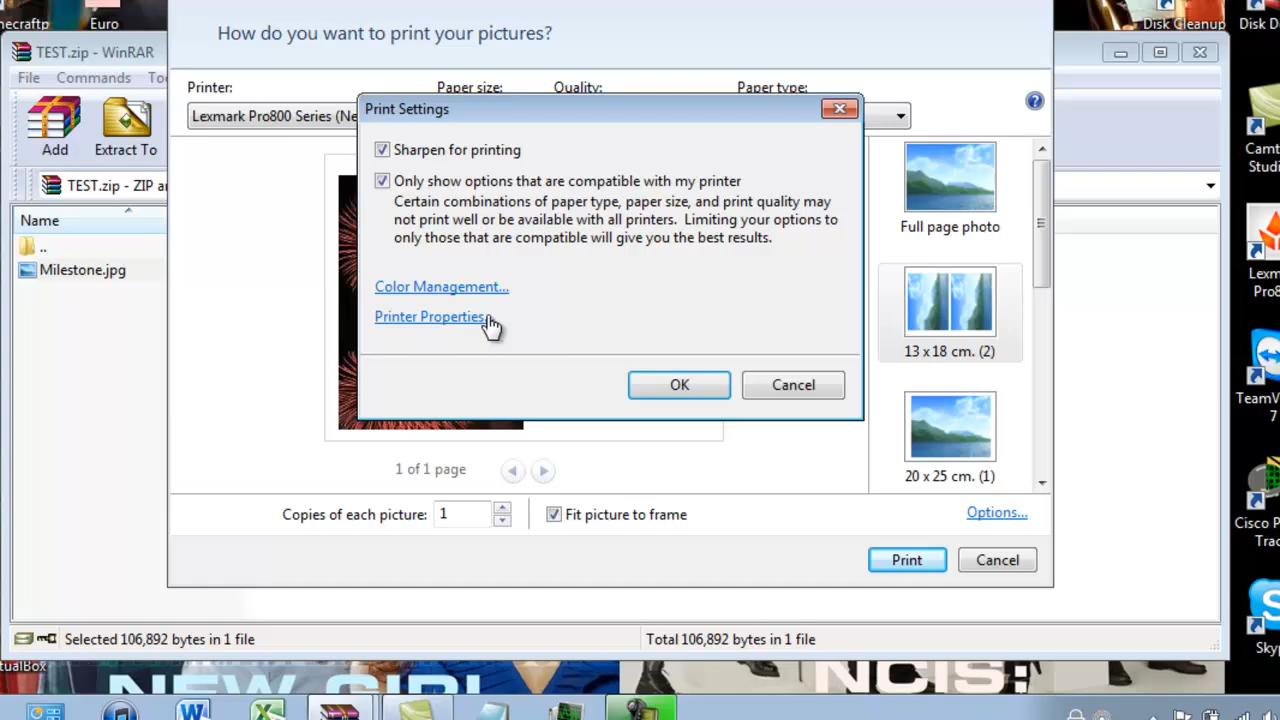 necraftp
Euro
Disk Cleanup
Disk D
TEST.zip - WinRAR
File
Commands
To
Add
Extract To
TEST.zip - ZIP ar
Name
..
Milestone.jpg
How do you want to print your pictures?
Printer:
Paper size:
Quality:
Paper type:
Lexmark Pro800 Series (Ne
Print Settings
Sharpen for printing
Only show options that are compatible with my printer
Certain combinations of paper type, paper size, and print quality may
not print well or be available with all printers. Limiting your options to
only those that are compatible will give you the best results.
Color Management...
Printer Properties
OK
Cancel
Full page photo
13 x 18 cm. (2)
20 x 25 cm. (1)
1 of 1 page
Copies of each picture:
1
Fit picture to frame
Options...
Print
Cancel
Selected 106,892 bytes in 1 file
Total 106,892 bytes in 1 file
Camt
Studi
Lexm
Pro8
TeamV
7
Cisco P
Trac
Sky
tualBox
NEW GIRL
NCIS: